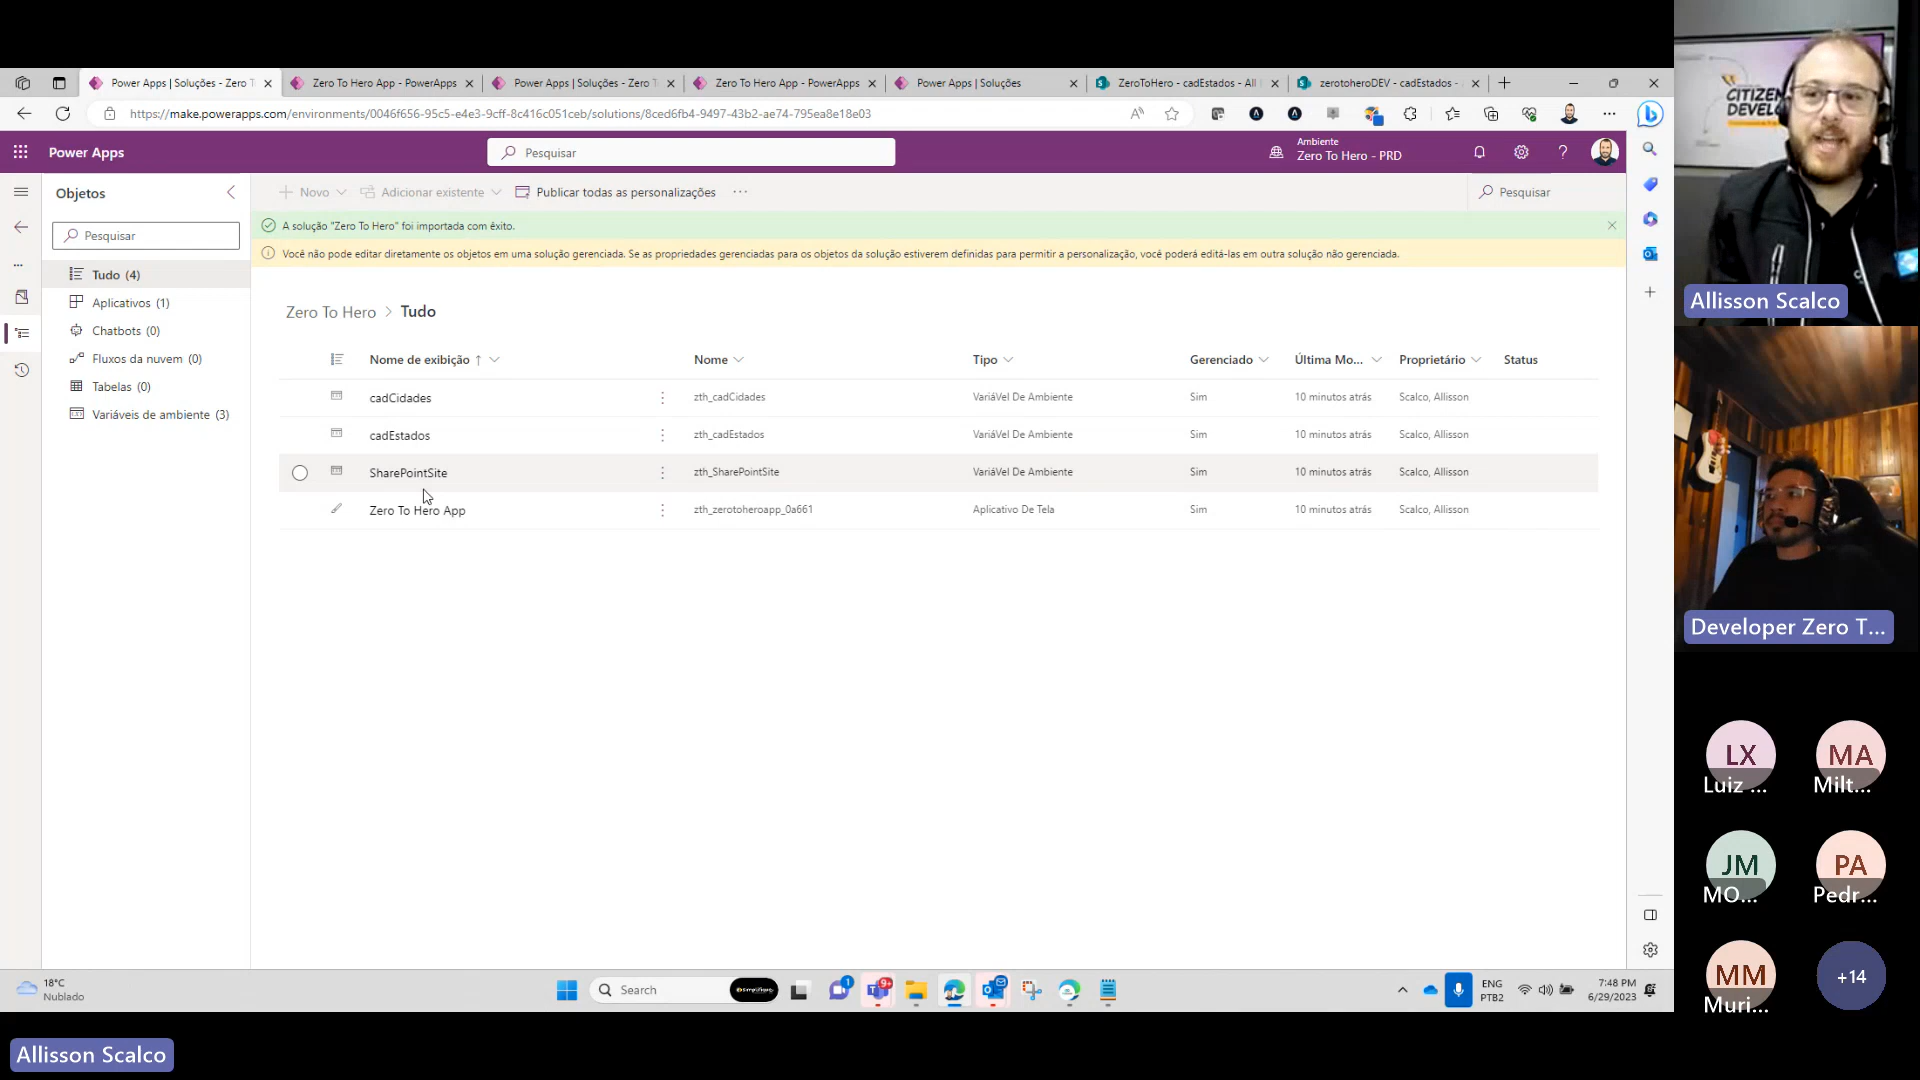 Power Apps | Soluções - Zero T
Zero To Hero App - PowerApps
Power Apps | Soluções - Zero T
Zero To Hero App - PowerApps
Power Apps | Soluções
ZeroToHero - cadEstados - All
zerotoheroDEV - cadEstados -
https://make.powerapps.com/environments/0046f656-95c5-e4e3-9cff-8c416c051ceb/solutions/8ced6fb4-9497-43b2-ae74-795ea8e18e03
Power Apps
Pesquisar
Ambiente
Zero To Hero - PRD
Objetos
Novo
Adicionar existente
Publicar todas as personalizações
Pesquisar
Pesquisar
A solução "Zero To Hero" foi importada com êxito.
Você não pode editar diretamente os objetos em uma solução gerenciada. Se as propriedades gerenciadas para os objetos da solução estiverem definidas para permitir a personalização, você poderá editá-las em outra solução não gerenciada.
Tudo (4)
Aplicativos (1)
Chatbots (0)
Fluxos da nuvem (0)
Tabelas (0)
Variáveis de ambiente (3)
Zero To Hero > Tudo
Nome de exibição ↑ Nome Tipo Gerenciado Última Mo... Proprietário Status
cadCidades zth_cadCidades VariáVel De Ambiente Sim 10 minutos atrás Scalco, Allisson
cadEstados zth_cadEstados VariáVel De Ambiente Sim 10 minutos atrás Scalco, Allisson
SharePointSite zth_SharePointSite VariáVel De Ambiente Sim 10 minutos atrás Scalco, Allisson
Zero To Hero App zth_zerotoheroapp_0a661 Aplicativo De Tela Sim 10 minutos atrás Scalco, Allisson
18°C
Nublado
Search
1
9+
ENG
PTB2
7:48 PM
6/29/2023
CITIZEN
DEVELO
Allisson Scalco
Developer Zero T...
LX
Luiz ...
MA
Milt...
JM
MO...
PA
Pedr...
MM
Muri...
+14
Allisson Scalco